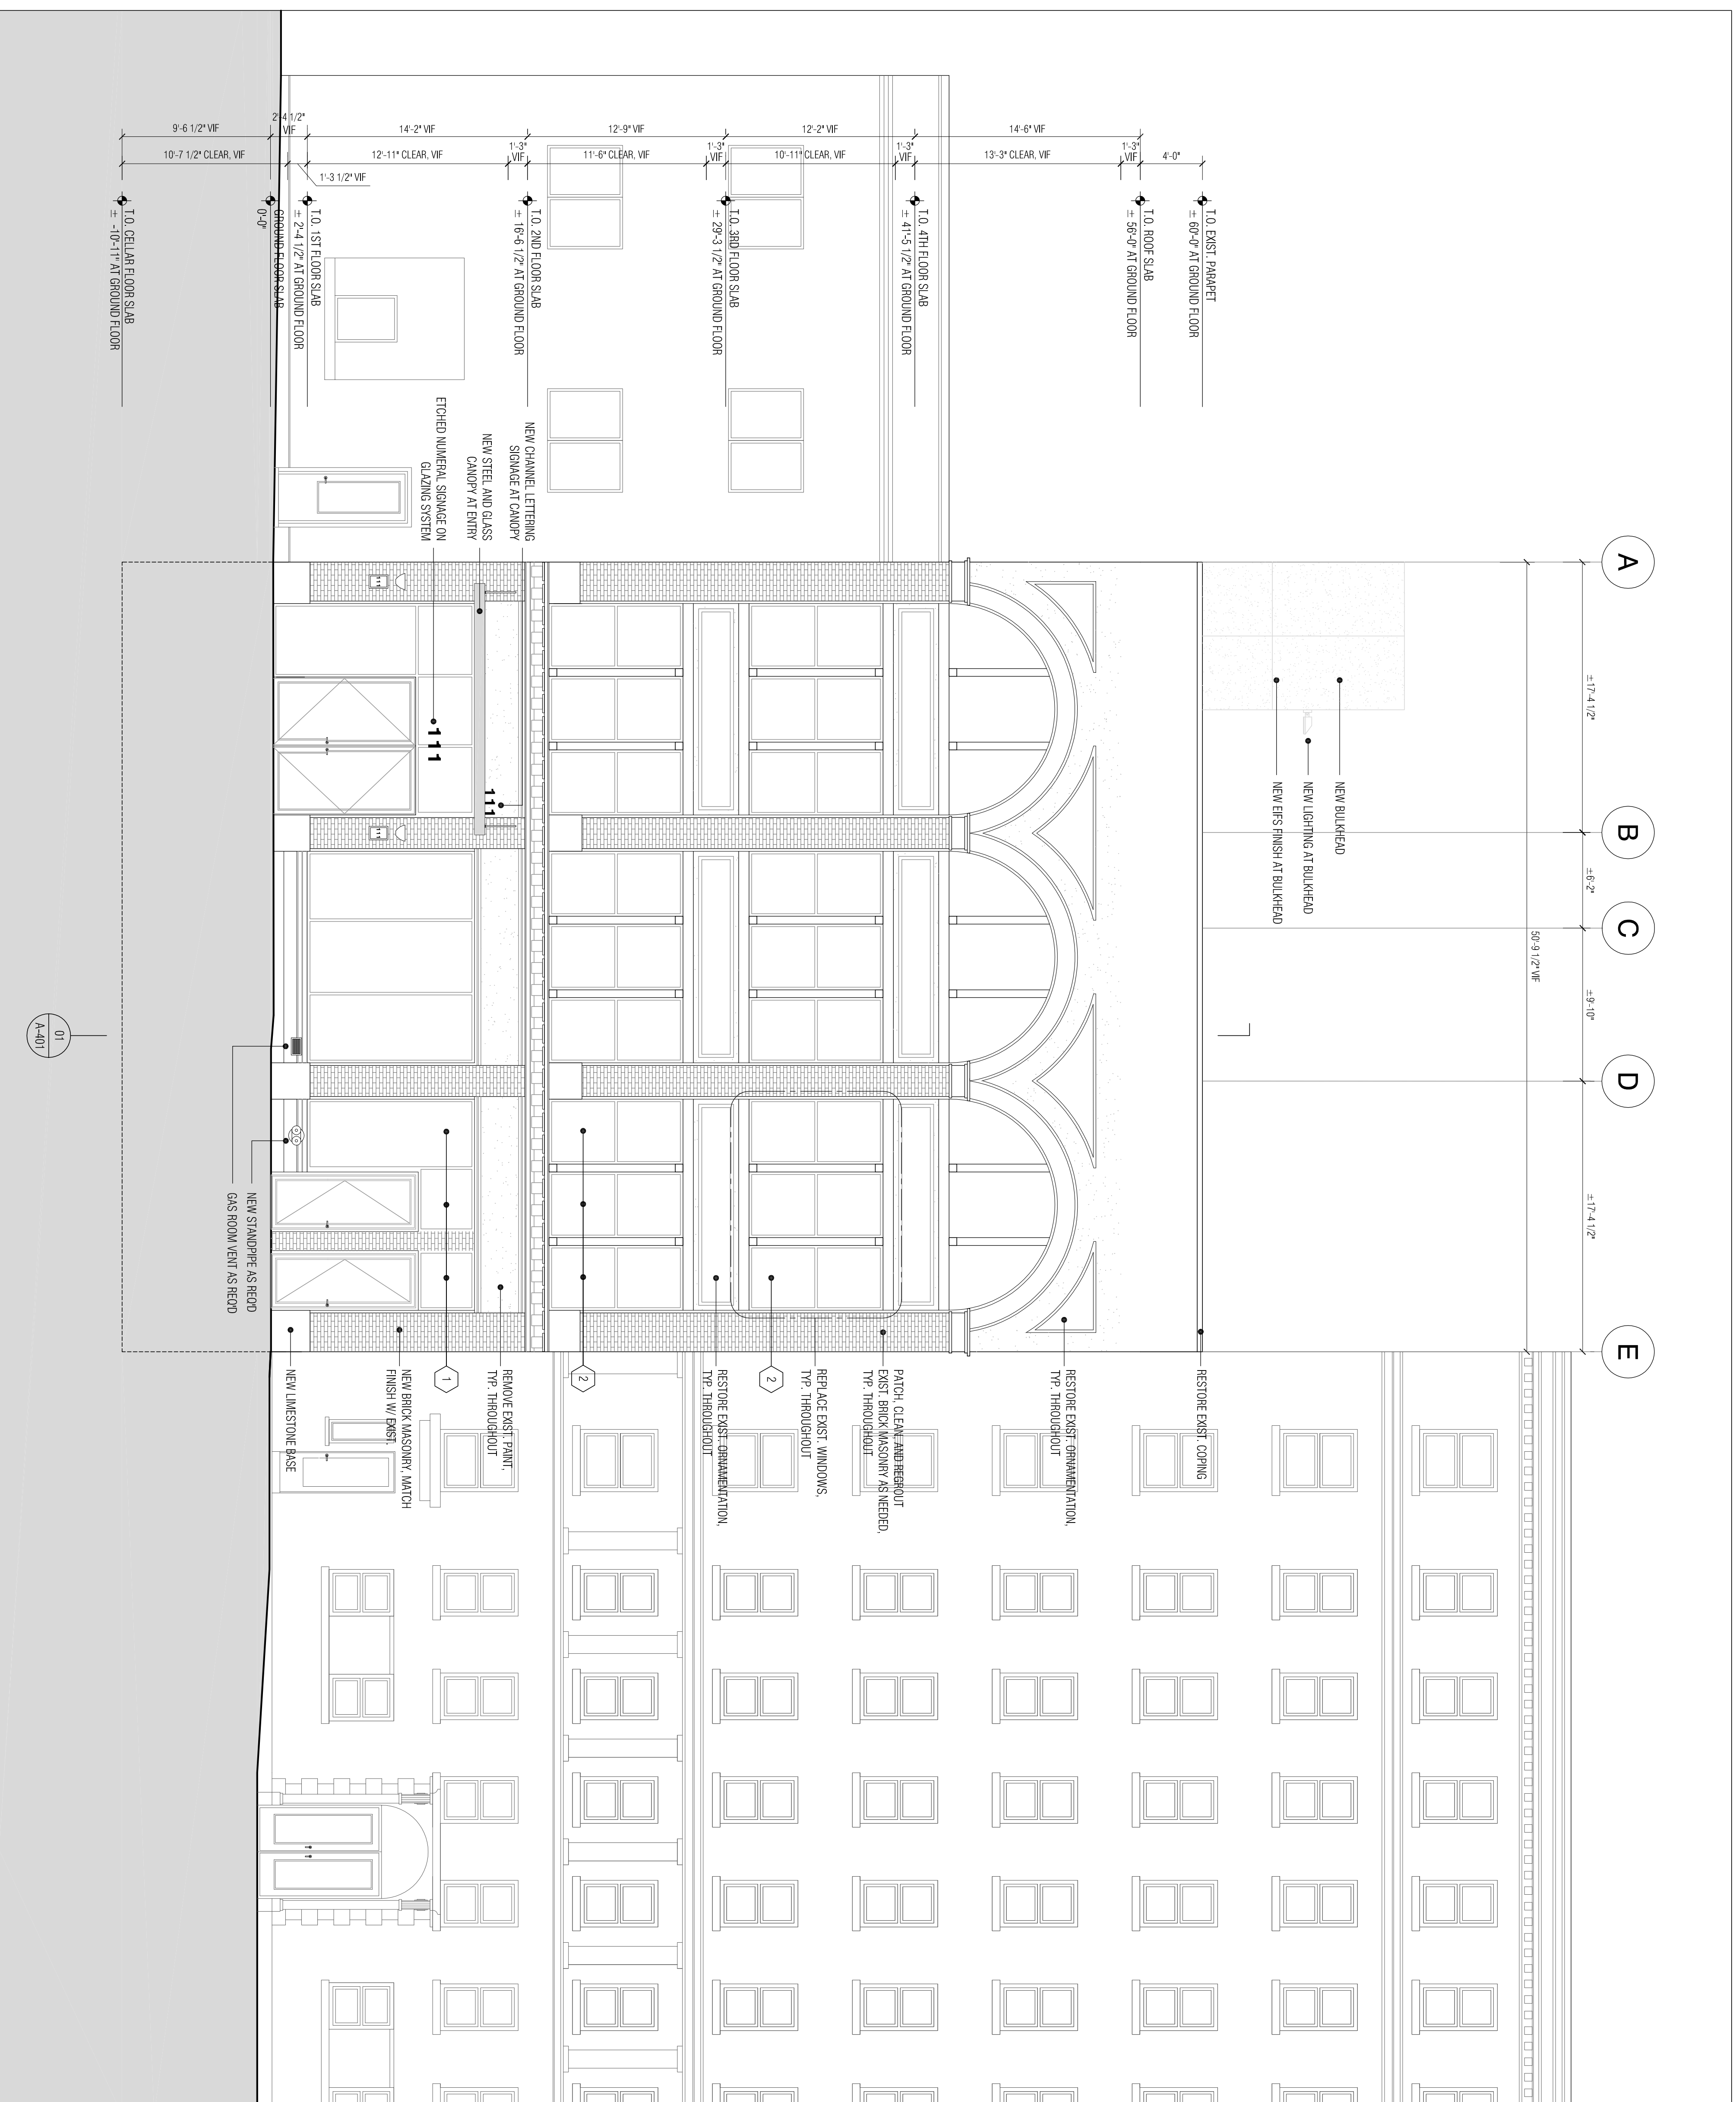 A
B
C
D
E
±17'-4 1/2"
±6'-2"
±9'-10"
±17'-4 1/2"
50'-9 1/2" VIF
NEW BULKHEAD
NEW LIGHTING AT BULKHEAD
NEW EIFS FINISH AT BULKHEAD
4'-0"
14'-6" VIF
1'-3"
VIF
13'-3" CLEAR, VIF
12'-2" VIF
1'-3"
VIF
10'-11" CLEAR, VIF
12'-9" VIF
1'-3"
VIF
11'-6" CLEAR, VIF
14'-2" VIF
1'-3"
VIF
12'-11" CLEAR, VIF
2'-4 1/2"
VIF
1'-3 1/2" VIF
9'-6 1/2" VIF
10'-7 1/2" CLEAR, VIF
T.O. EXIST. PARAPET
± 60'-0" AT GROUND FLOOR
T.O. ROOF SLAB
± 56'-0" AT GROUND FLOOR
T.O. 4TH FLOOR SLAB
± 41'-5 1/2" AT GROUND FLOOR
T.O. 3RD FLOOR SLAB
± 29'-3 1/2" AT GROUND FLOOR
T.O. 2ND FLOOR SLAB
± 16'-6 1/2" AT GROUND FLOOR
T.O. 1ST FLOOR SLAB
± 2'-4 1/2" AT GROUND FLOOR
GROUND FLOOR SLAB
0'-0"
T.O. CELLAR FLOOR SLAB
± -10'-11" AT GROUND FLOOR
NEW CHANNEL LETTERING
SIGNAGE AT CANOPY
NEW STEEL AND GLASS
CANOPY AT ENTRY
ETCHED NUMERAL SIGNAGE ON
GLAZING SYSTEM
111
111
111
111
RESTORE EXIST. COPING
RESTORE EXIST. ORNAMENTATION,
TYP. THROUGHOUT
PATCH, CLEAN, AND REGROUT
EXIST. BRICK MASONRY AS NEEDED,
TYP. THROUGHOUT
REPLACE EXIST. WINDOWS,
TYP. THROUGHOUT
2
RESTORE EXIST. ORNAMENTATION,
TYP. THROUGHOUT
2
REMOVE EXIST. PAINT,
TYP. THROUGHOUT
1
NEW BRICK MASONRY, MATCH
FINISH W/ EXIST.
NEW LIMESTONE BASE
NEW STANDPIPE AS REQ'D
GAS ROOM VENT AS REQ'D
01
A-401